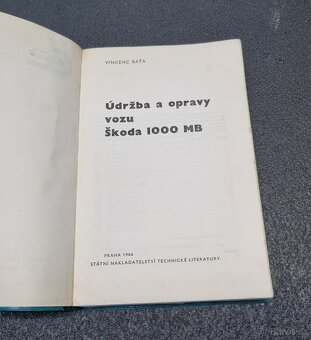 VINCENC BAŤA
Údržba a opravy
vozu
Škoda 1000 MB
PRAHA 1966
STÁTNÍ NAKLADATELSTVÍ TECHNICKÉ LITERATURY